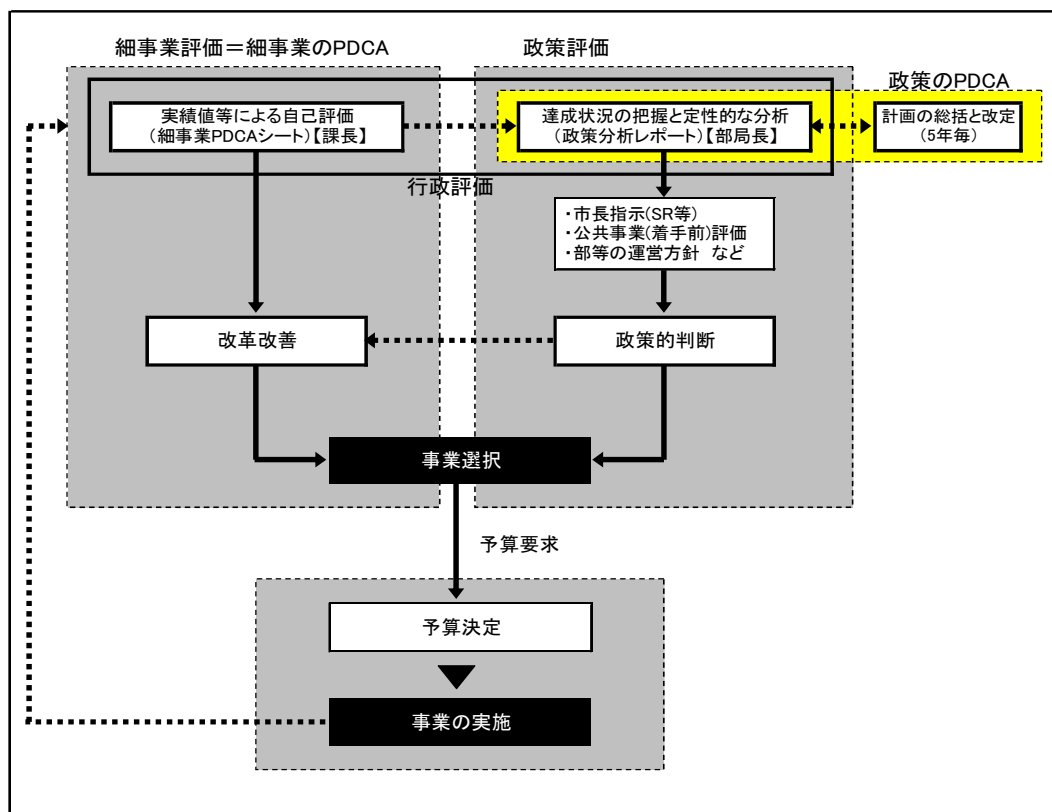 細事業評価＝細事業のPDCA
政策評価
政策のPDCA
実績値等による自己評価
（細事業PDCAシート）【課長】
達成状況の把握と定性的な分析
（政策分析レポート）【部局長】
計画の総括と改定
（5年毎）
行政評価
・市長指示（SR等）
・公共事業（着手前）評価
・部等の運営方針 など
改革改善
政策的判断
事業選択
予算要求
予算決定
事業の実施